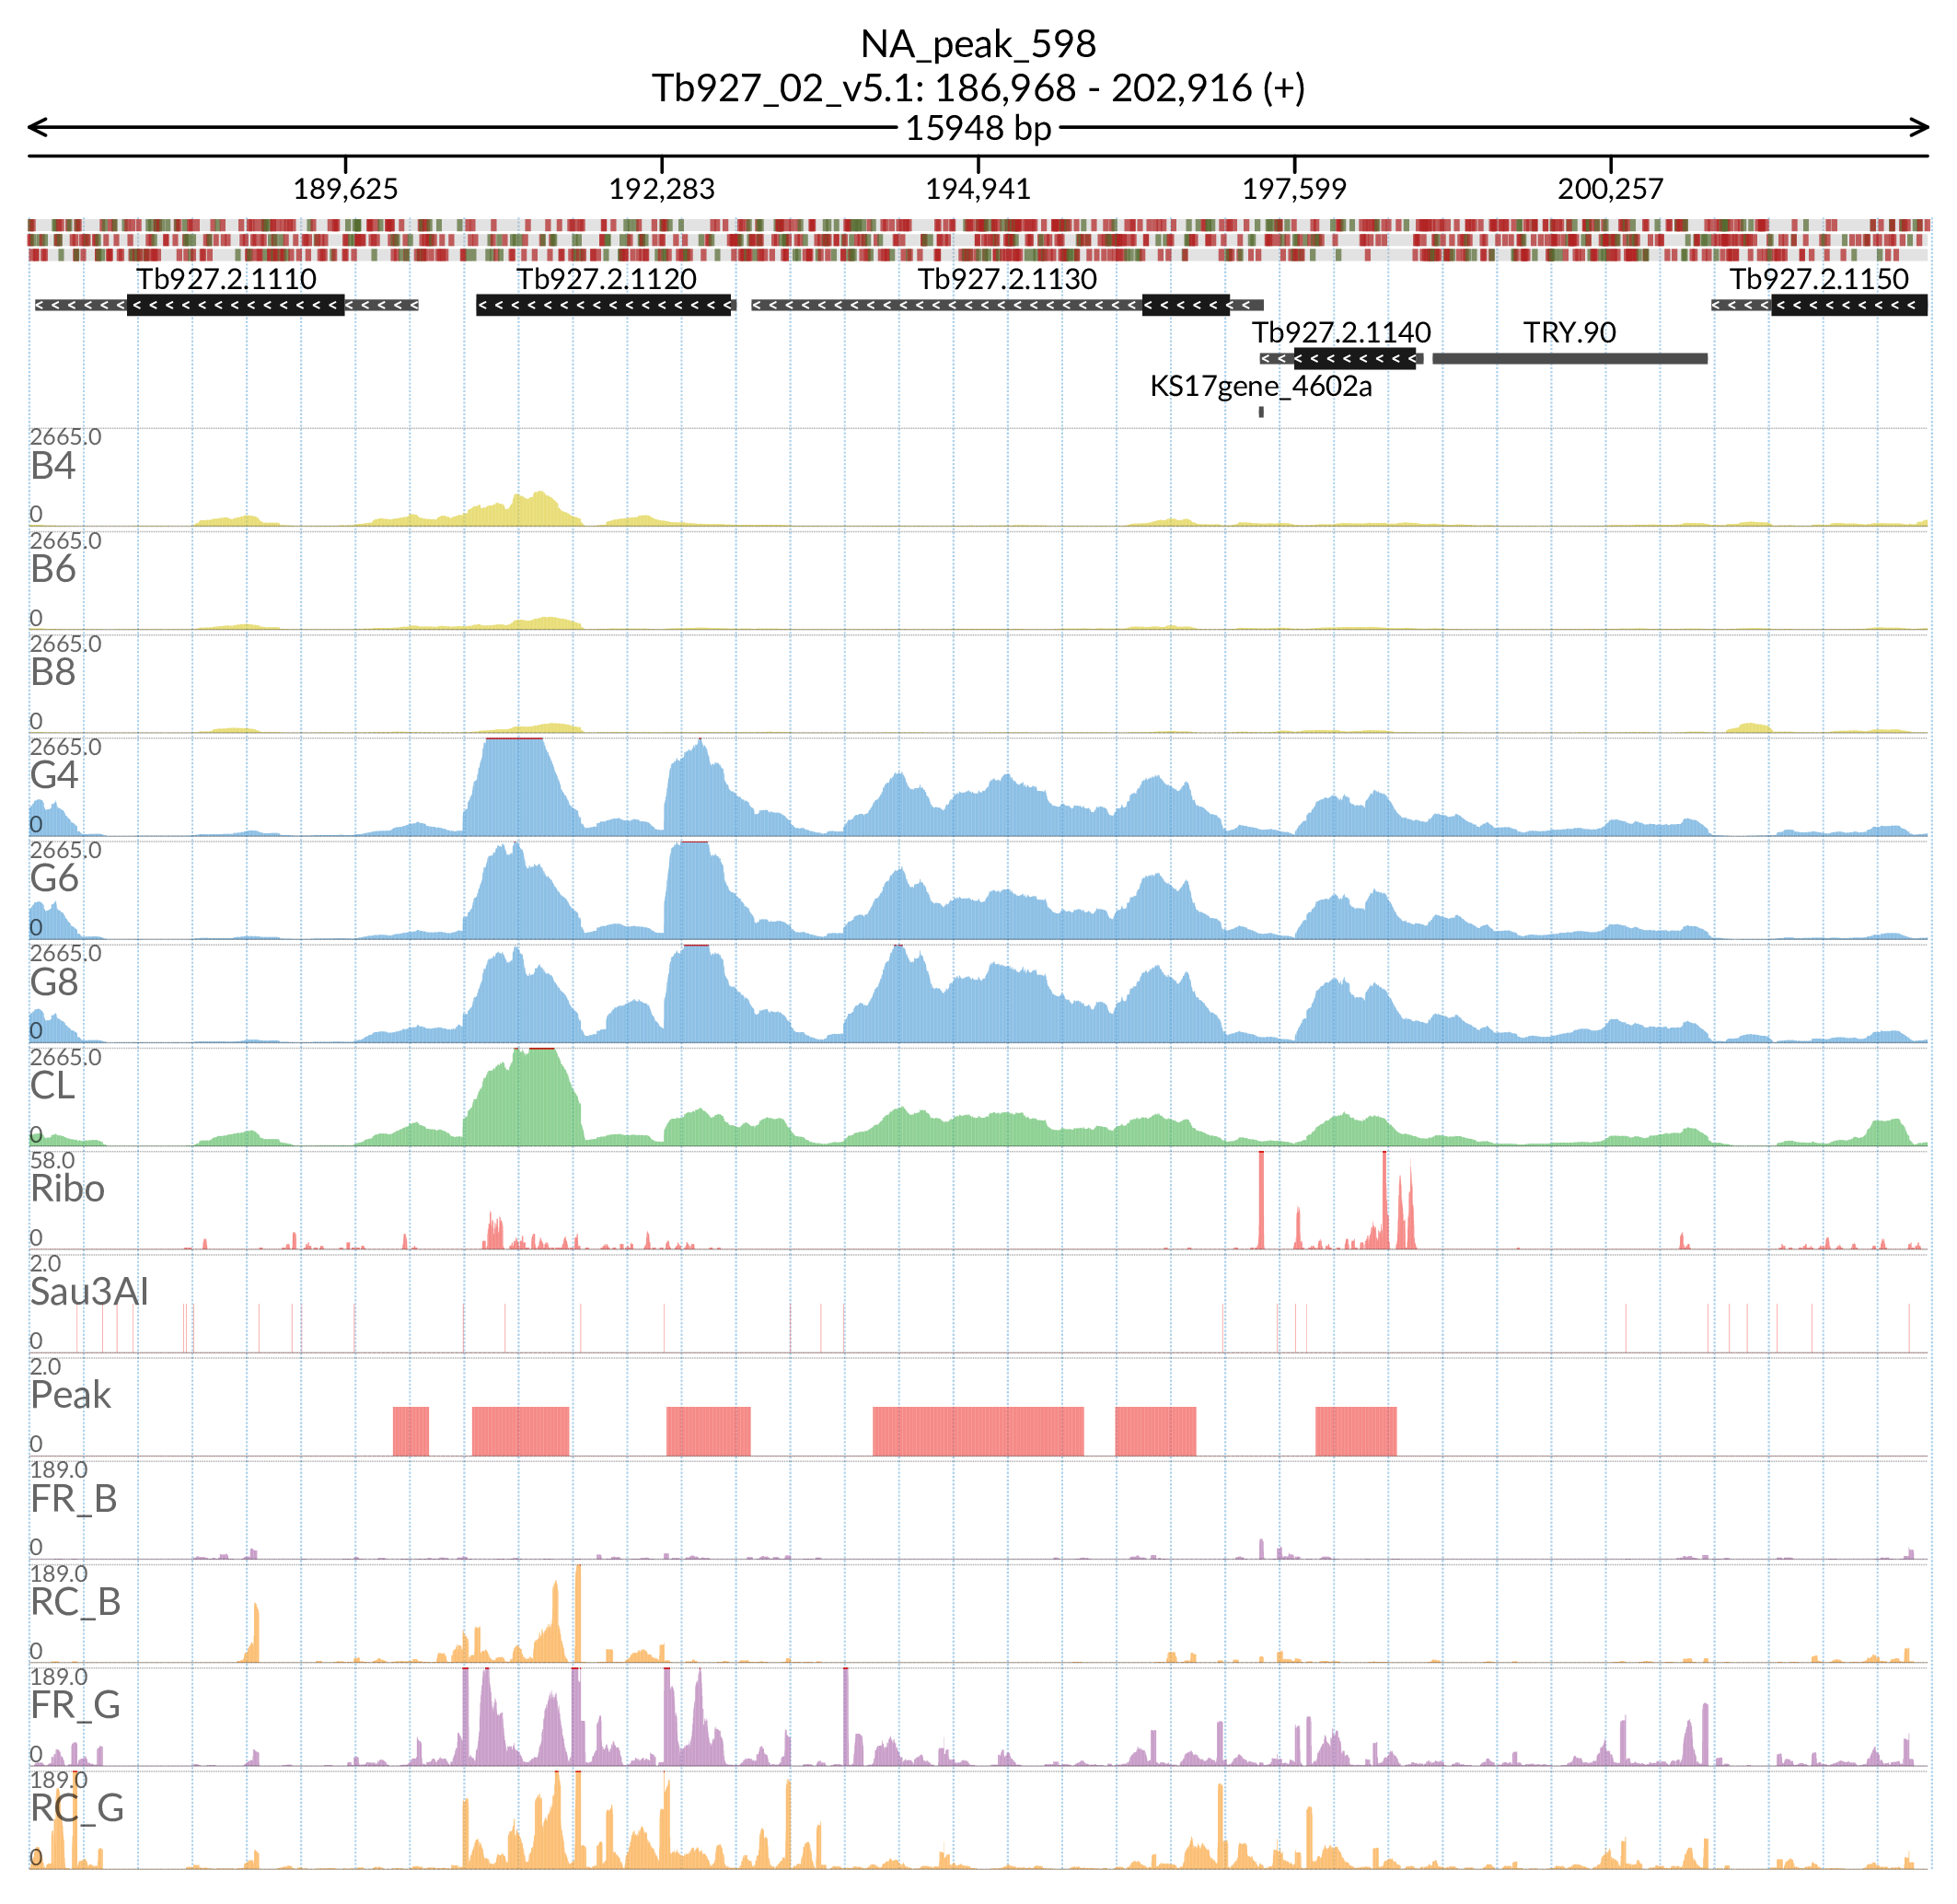 NA_peak_598
Tb927_02_v5.1: 186,968 - 202,916 (+)
15948 bp
189,625 192,283 194,941 197,599 200,257
Tb927.2.1110 Tb927.2.1120 Tb927.2.1130 Tb927.2.1150
Tb927.2.1140 TRY.90
KS17gene_4602a
2665.0
B4
0
2665.0
B6
0
2665.0
B8
0
2665.0
G4
0
2665.0
G6
0
2665.0
G8
0
2665.0
CL
0
58.0
Ribo
0
2.0
Sau3AI
0
2.0
Peak
0
189.0
FR_B
0
189.0
RC_B
0
189.0
FR_G
0
189.0
RC_G
0